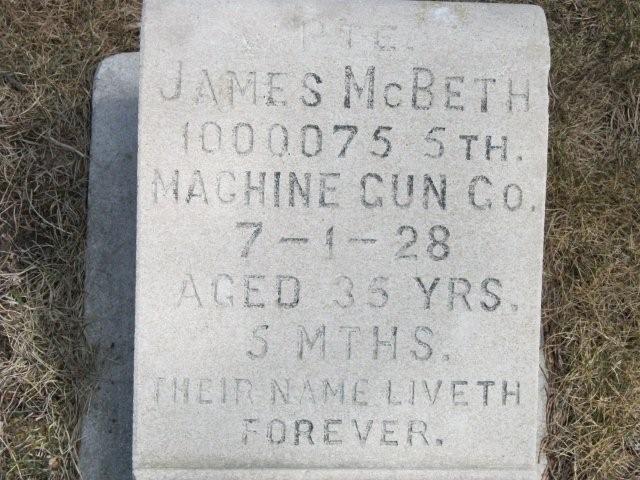 PTE.
JAMES MCBETH
1000075 5TH.
MACHINE GUN CO.
7-1-28
AGED 35 YRS.
5 MTHS.
THEIR NAME LIVETH
FOREVER.